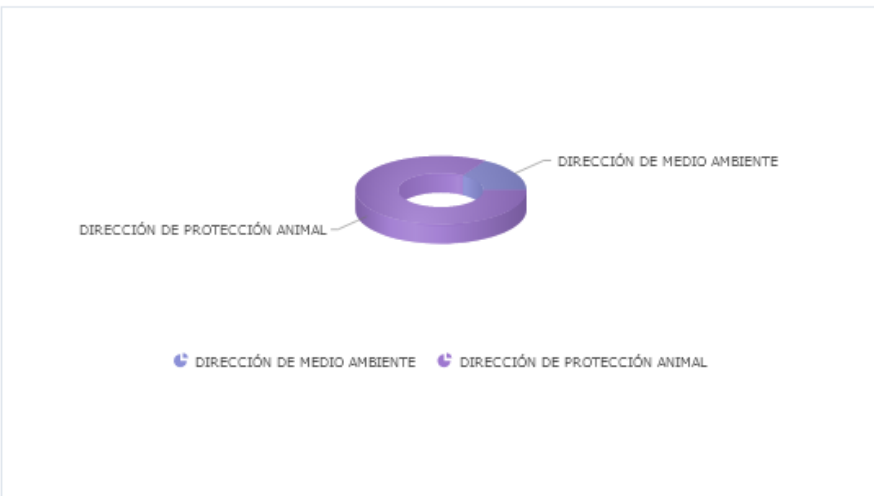 DIRECCIÓN DE MEDIO AMBIENTE
DIRECCIÓN DE PROTECCIÓN ANIMAL
DIRECCIÓN DE MEDIO AMBIENTE DIRECCIÓN DE PROTECCIÓN ANIMAL